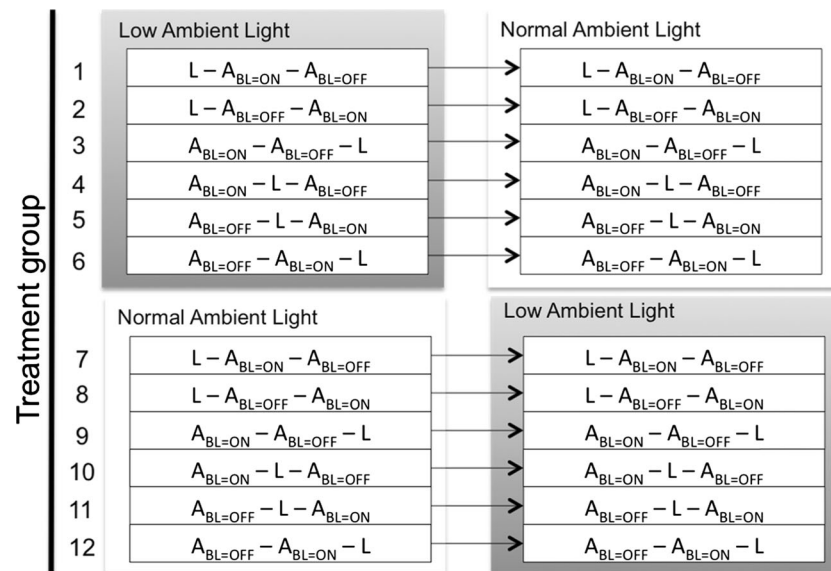 Treatment group
Low Ambient Light
Normal Ambient Light
1 L – A_BL=ON – A_BL=OFF L – A_BL=ON – A_BL=OFF
2 L – A_BL=OFF – A_BL=ON L – A_BL=OFF – A_BL=ON
3 A_BL=ON – A_BL=OFF – L A_BL=ON – A_BL=OFF – L
4 A_BL=ON – L – A_BL=OFF A_BL=ON – L – A_BL=OFF
5 A_BL=OFF – L – A_BL=ON A_BL=OFF – L – A_BL=ON
6 A_BL=OFF – A_BL=ON – L A_BL=OFF – A_BL=ON – L
Normal Ambient Light
Low Ambient Light
7 L – A_BL=ON – A_BL=OFF L – A_BL=ON – A_BL=OFF
8 L – A_BL=OFF – A_BL=ON L – A_BL=OFF – A_BL=ON
9 A_BL=ON – A_BL=OFF – L A_BL=ON – A_BL=OFF – L
10 A_BL=ON – L – A_BL=OFF A_BL=ON – L – A_BL=OFF
11 A_BL=OFF – L – A_BL=ON A_BL=OFF – L – A_BL=ON
12 A_BL=OFF – A_BL=ON – L A_BL=OFF – A_BL=ON – L